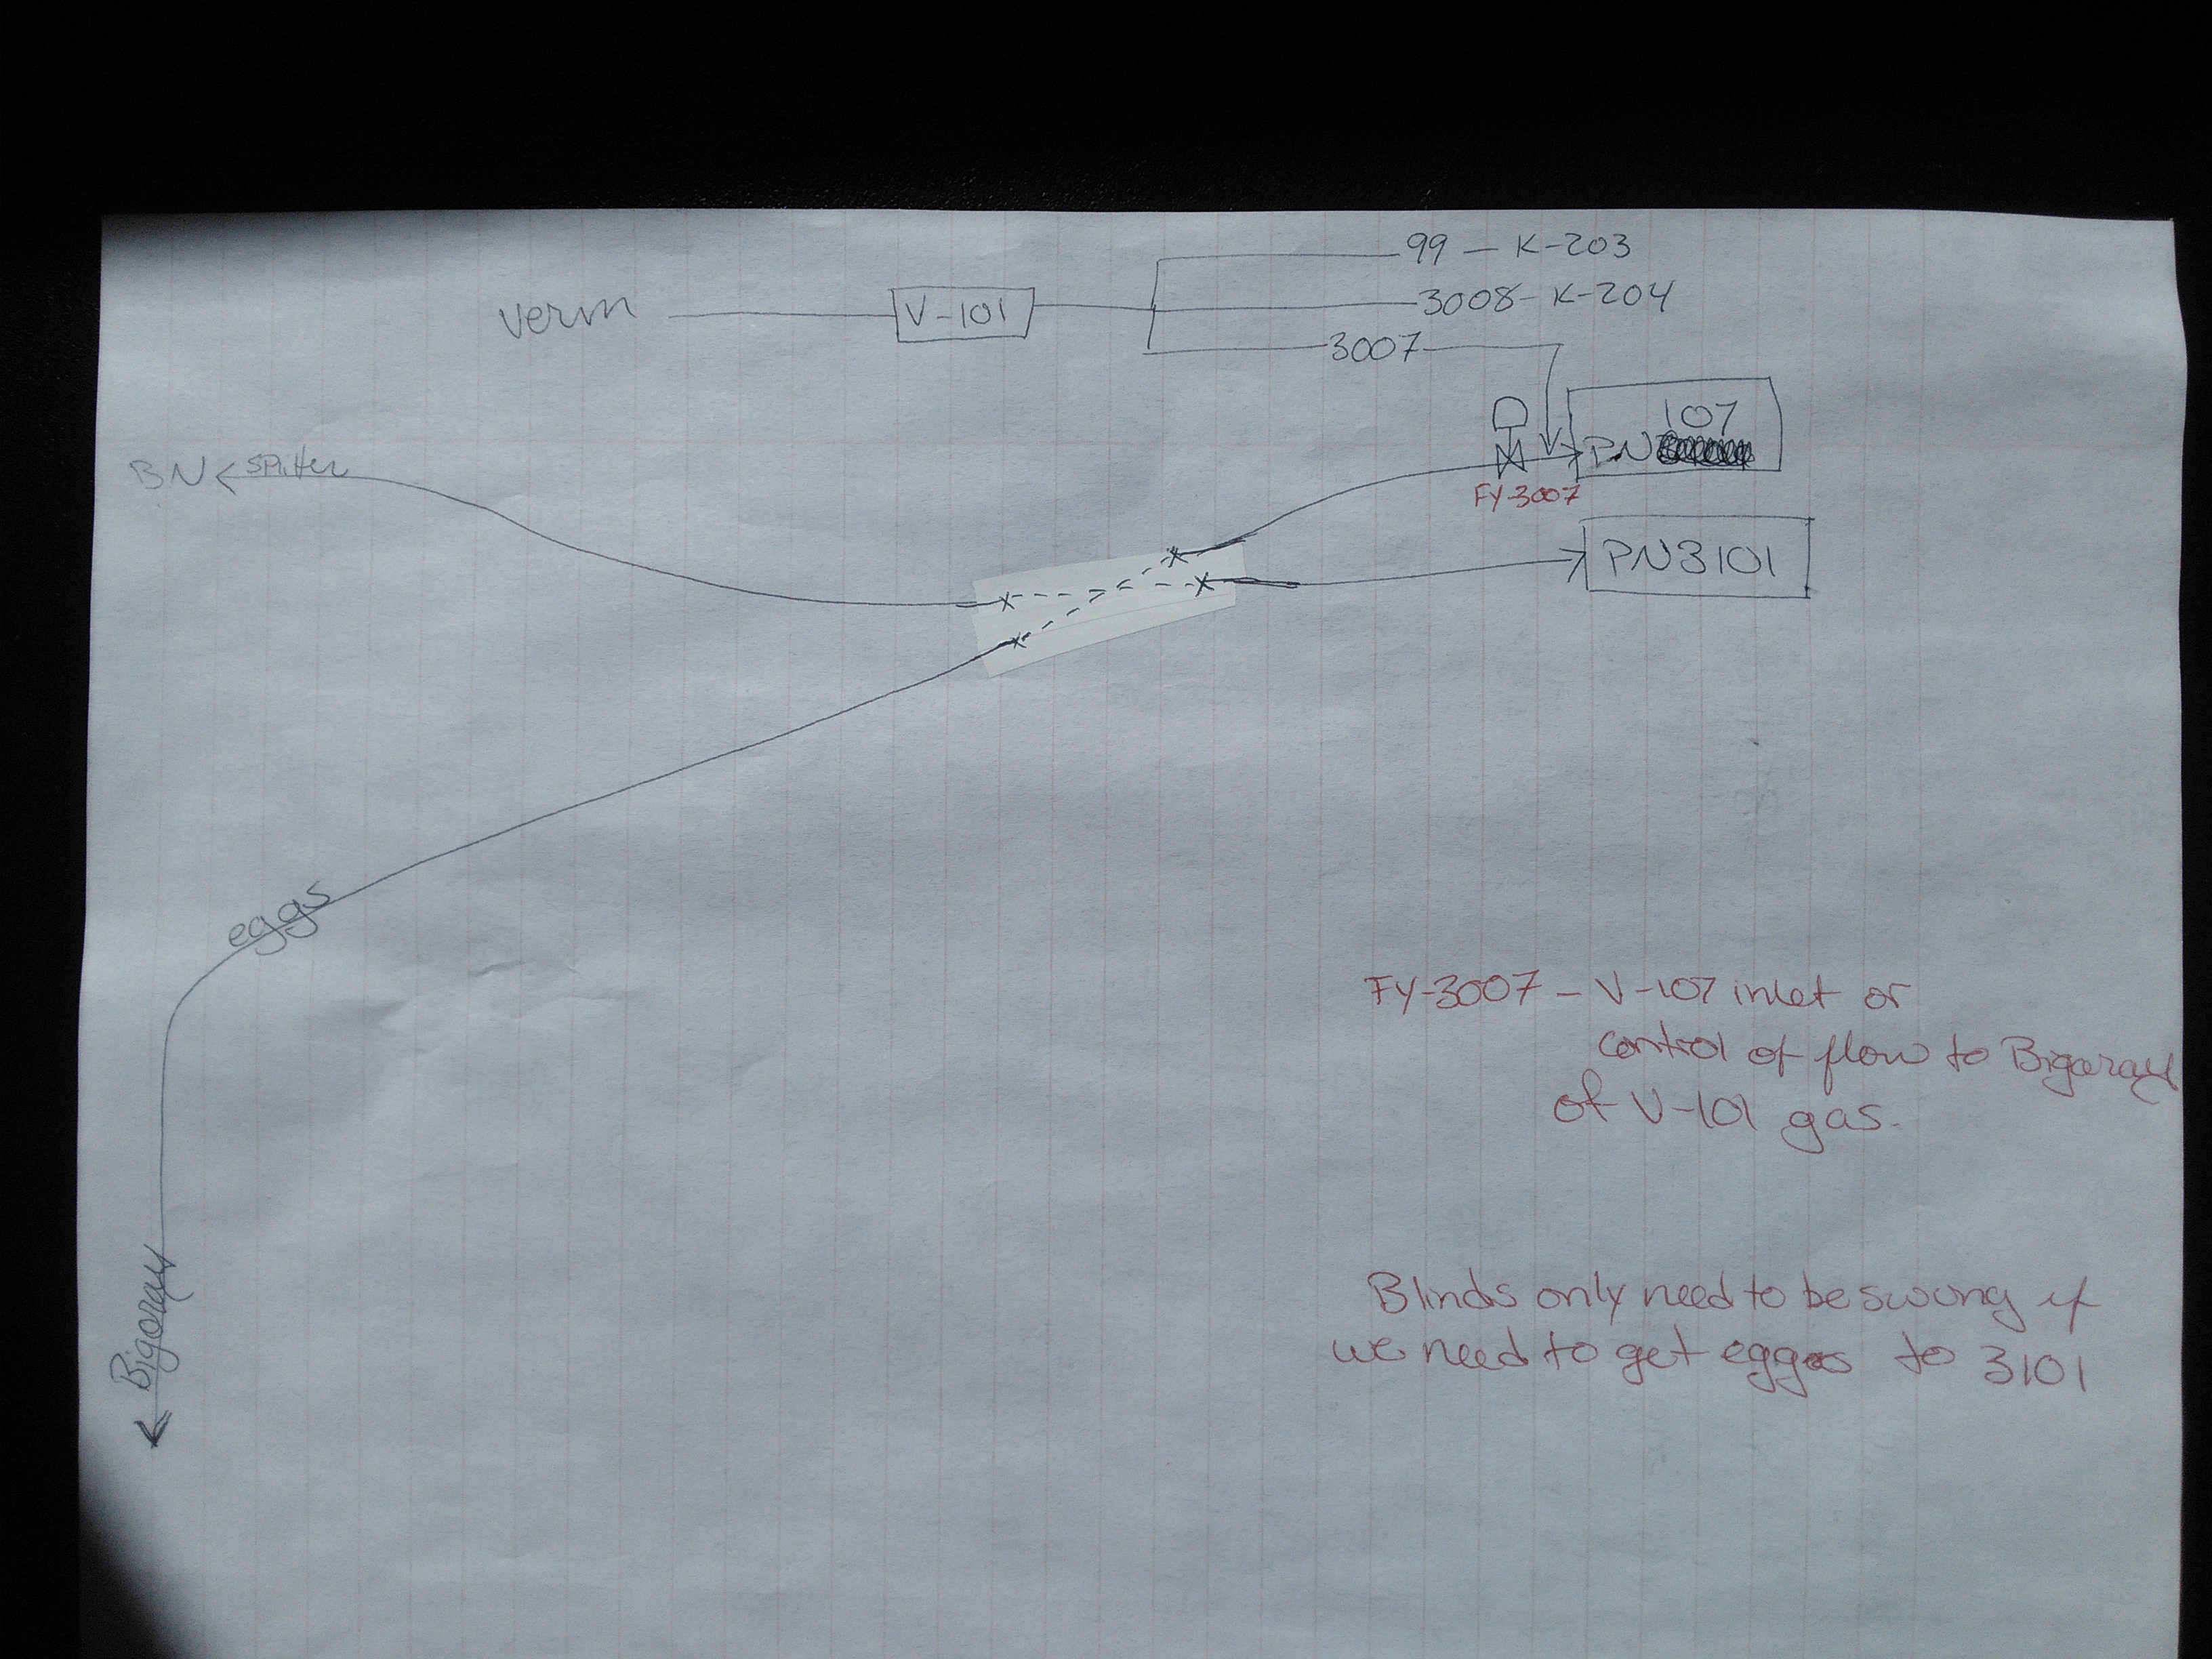 99 - K-203
verm V-101 3008 - K-204
3007
107
PN
FY-3007
BN splitter
PN3101
eggs
FY-3007 - V-107 inlet or
control of flow to Bigoray
of V-101 gas.
Bigoray
Blinds only need to be swung if
we need to get eggs to 3101